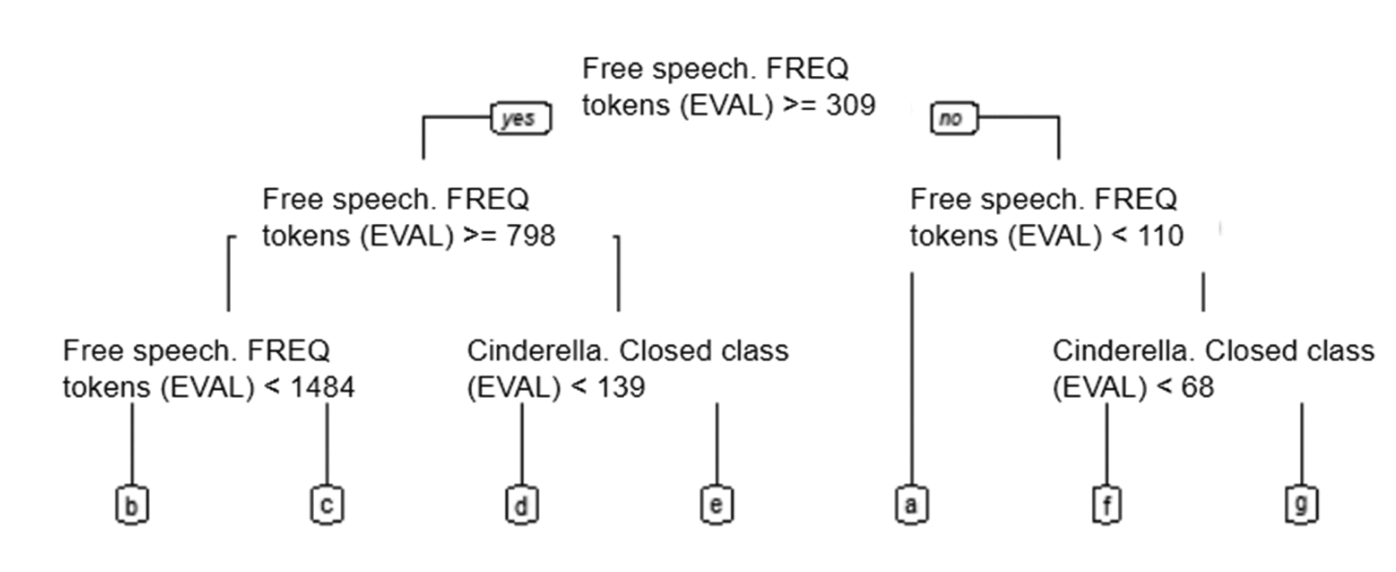 Free speech. FREQ
tokens (EVAL) >= 309
yes
no
Free speech. FREQ
tokens (EVAL) >= 798
Free speech. FREQ
tokens (EVAL) < 110
Free speech. FREQ
tokens (EVAL) < 1484
Cinderella. Closed class
(EVAL) < 139
Cinderella. Closed class
(EVAL) < 68
b
c
d
e
a
f
g